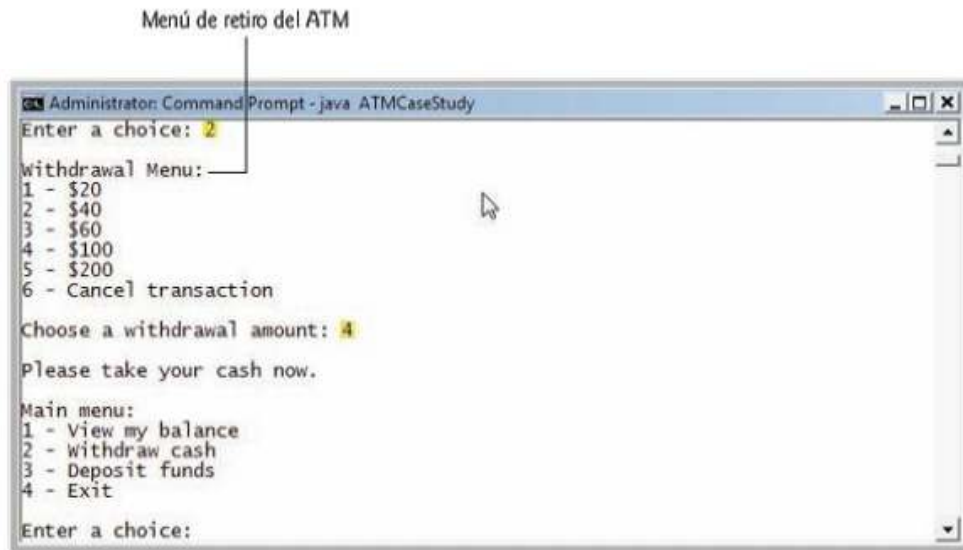 Menú de retiro del ATM
Administrator: Command Prompt - java ATMCaseStudy
Enter a choice: 2
Withdrawal Menu:
1 - $20
2 - $40
3 - $60
4 - $100
5 - $200
6 - Cancel transaction
Choose a withdrawal amount: 4
Please take your cash now.
Main menu:
1 - View my balance
2 - Withdraw cash
3 - Deposit funds
4 - Exit
Enter a choice: